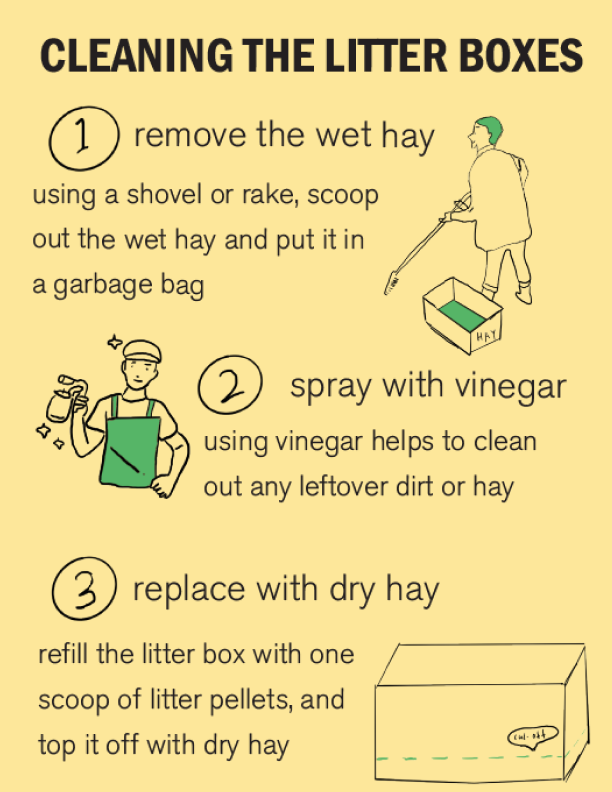 CLEANING THE LITTER BOXES
1 remove the wet hay
using a shovel or rake, scoop
out the wet hay and put it in
a garbage bag
HAY
2 spray with vinegar
using vinegar helps to clean
out any leftover dirt or hay
3 replace with dry hay
refill the litter box with one
scoop of litter pellets, and
top it off with dry hay
cut-off